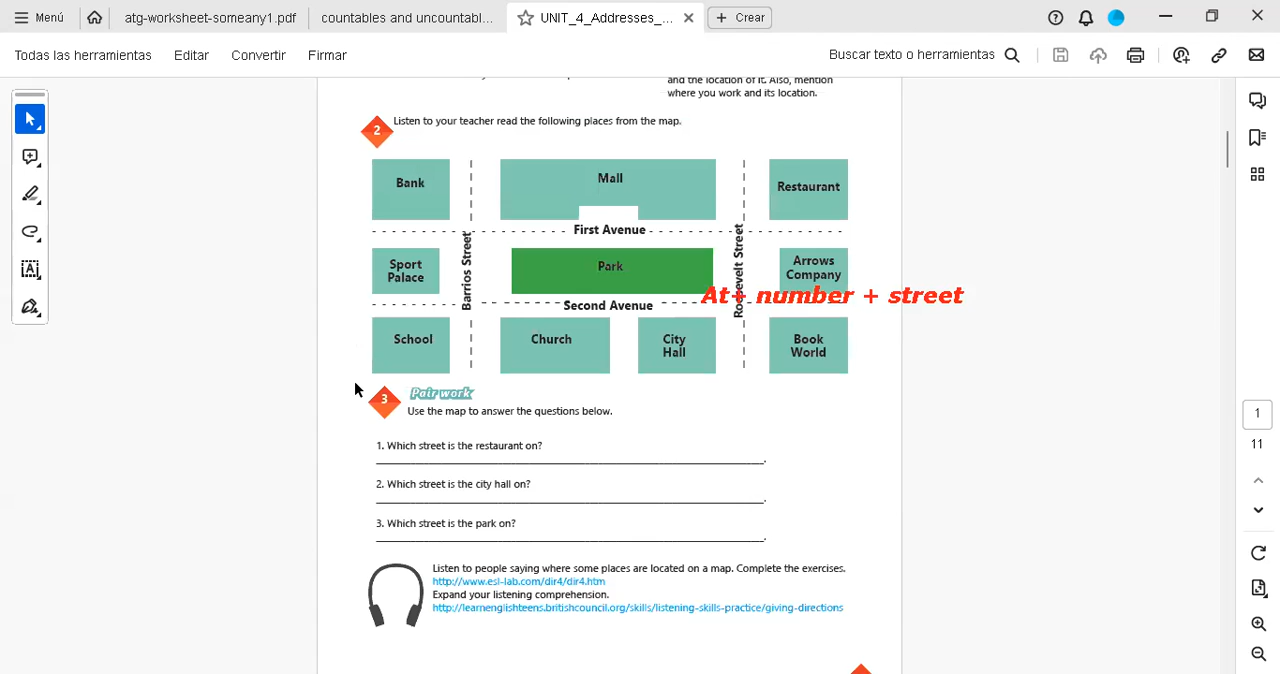 Menú
atg-worksheet-someany1.pdf
countables and uncountabl...
UNIT_4_Addresses_...
Crear
Todas las herramientas
Editar
Convertir
Firmar
Buscar texto o herramientas
and the location of it. Also, mention
where you work and its location.
2
Listen to your teacher read the following places from the map.
Bank
Mall
Restaurant
First Avenue
Barrios Street
Roosevelt Street
Sport
Palace
Park
Arrows
Company
At+ number + street
Second Avenue
School
Church
City
Hall
Book
World
3
Pair work
Use the map to answer the questions below.
1. Which street is the restaurant on?
2. Which street is the city hall on?
3. Which street is the park on?
Listen to people saying where some places are located on a map. Complete the exercises.
http://www.esl-lab.com/dir4/dir4.htm
Expand your listening comprehension.
http://learnenglishteens.britishcouncil.org/skills/listening-skills-practice/giving-directions
1
11